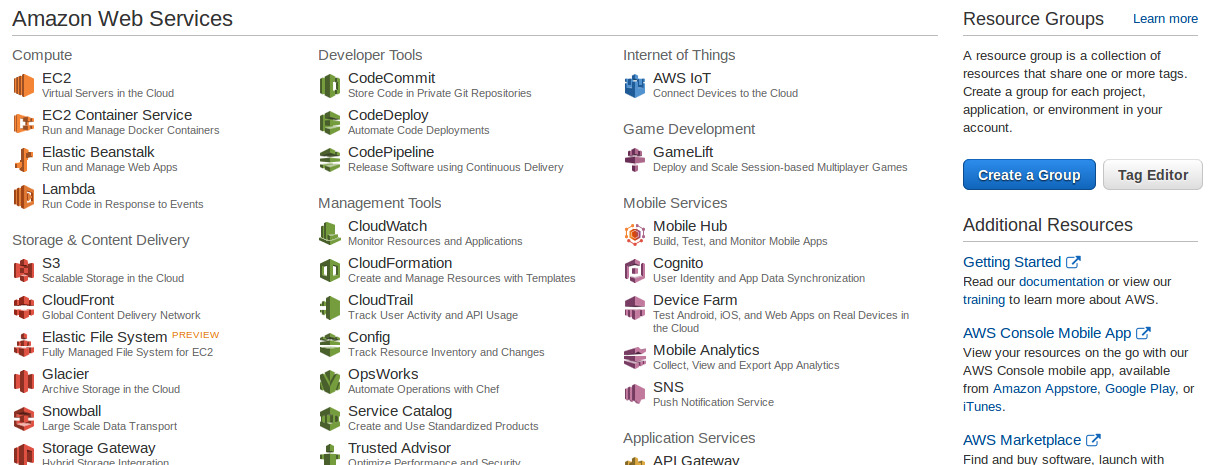 Amazon Web Services
Compute
EC2
Virtual Servers in the Cloud
EC2 Container Service
Run and Manage Docker Containers
Elastic Beanstalk
Run and Manage Web Apps
Lambda
Run Code in Response to Events
Storage & Content Delivery
S3
Scalable Storage in the Cloud
CloudFront
Global Content Delivery Network
Elastic File System PREVIEW
Fully Managed File System for EC2
Glacier
Archive Storage in the Cloud
Snowball
Large Scale Data Transport
Storage Gateway
Hybrid Storage Integration
Developer Tools
CodeCommit
Store Code in Private Git Repositories
CodeDeploy
Automate Code Deployments
CodePipeline
Release Software using Continuous Delivery
Management Tools
CloudWatch
Monitor Resources and Applications
CloudFormation
Create and Manage Resources with Templates
CloudTrail
Track User Activity and API Usage
Config
Track Resource Inventory and Changes
OpsWorks
Automate Operations with Chef
Service Catalog
Create and Use Standardized Products
Trusted Advisor
Optimize Performance and Security
Internet of Things
AWS IoT
Connect Devices to the Cloud
Game Development
GameLift
Deploy and Scale Session-based Multiplayer Games
Mobile Services
Mobile Hub
Build, Test, and Monitor Mobile Apps
Cognito
User Identity and App Data Synchronization
Device Farm
Test Android, iOS, and Web Apps on Real Devices in
the Cloud
Mobile Analytics
Collect, View and Export App Analytics
SNS
Push Notification Service
Application Services
API Gateway
Resource Groups Learn more
A resource group is a collection of
resources that share one or more tags.
Create a group for each project,
application, or environment in your
account.
Create a Group Tag Editor
Additional Resources
Getting Started
Read our documentation or view our
training to learn more about AWS.
AWS Console Mobile App
View your resources on the go with our
AWS Console mobile app, available
from Amazon Appstore, Google Play, or
iTunes.
AWS Marketplace
Find and buy software, launch with